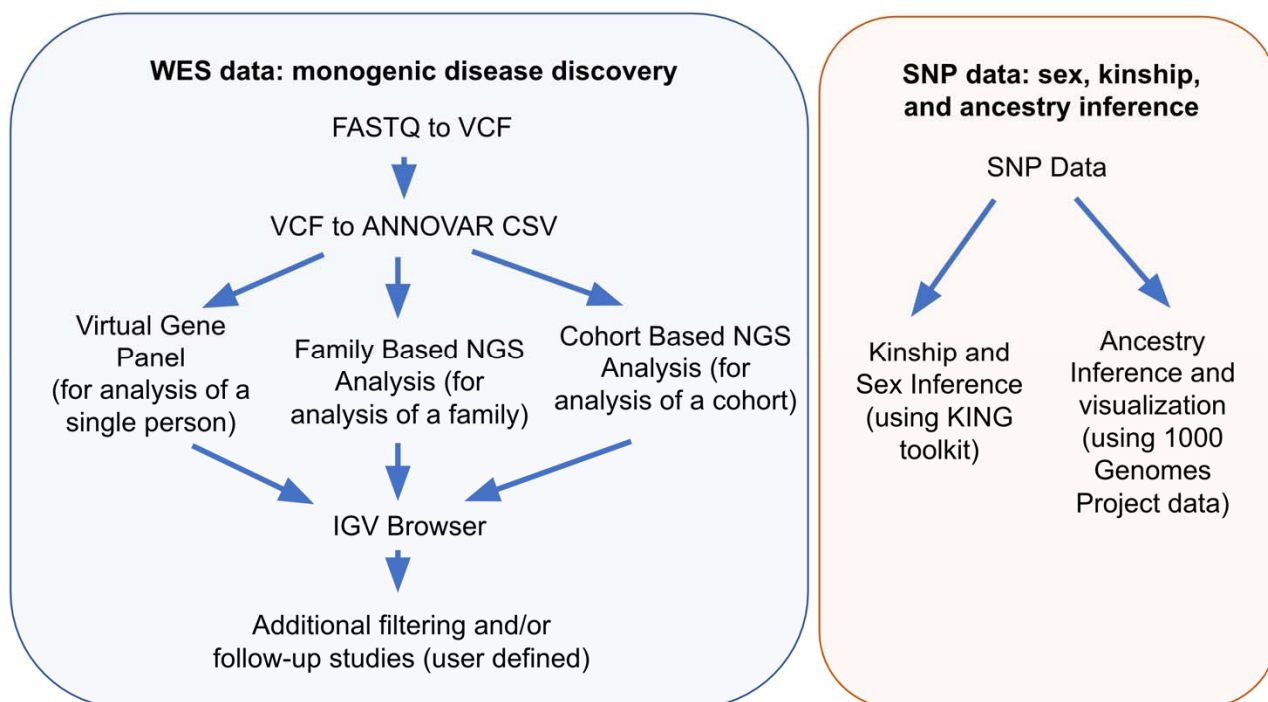 WES data: monogenic disease discovery
FASTQ to VCF
VCF to ANNOVAR CSV
Virtual Gene
Panel
(for analysis of a
single person)
Family Based NGS
Analysis (for
analysis of a family)
Cohort Based NGS
Analysis (for
analysis of a cohort)
IGV Browser
Additional filtering and/or
follow-up studies (user defined)
SNP data: sex, kinship,
and ancestry inference
SNP Data
Kinship and
Sex Inference
(using KING
toolkit)
Ancestry
Inference and
visualization
(using 1000
Genomes
Project data)